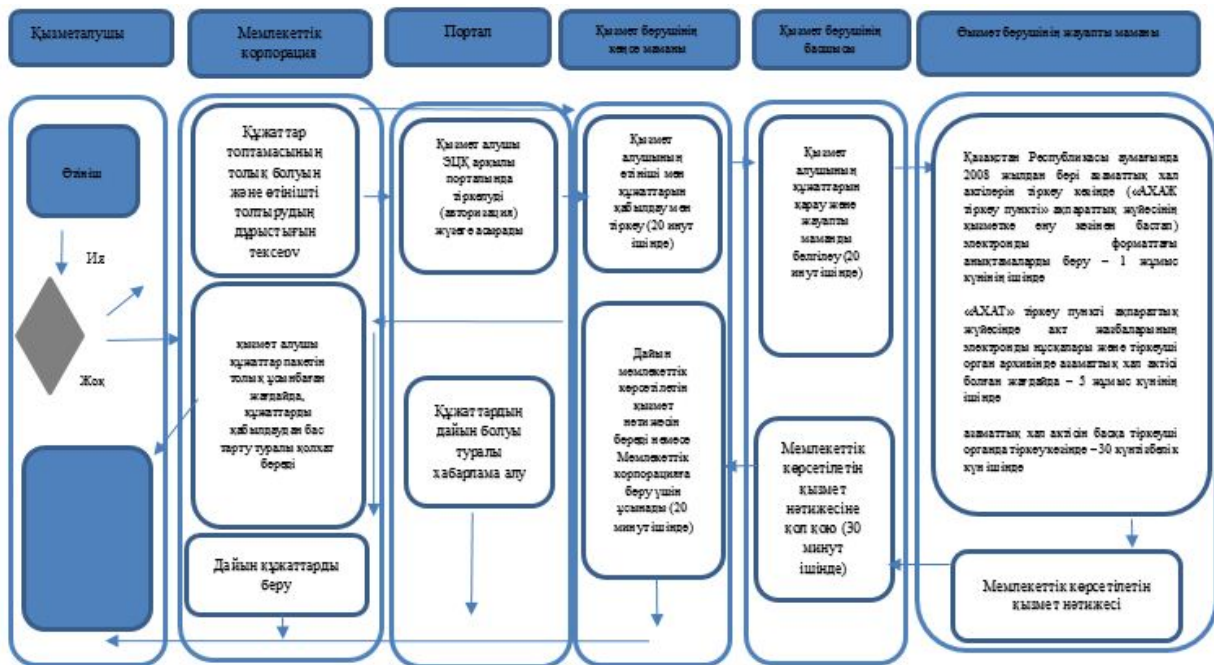 Қызметалушы
Мемлекеттік
корпорация
Портал
Қызмет берушінің
кеңсе маманы
Қызмет берушінің
басшысы
Өызмет берушінің жауапты маманы
Өтініш
Ия
Жоқ
Құжаттар
топтамасының
толық болуын
және өтінішті
толтырудың
дұрыстығын
тексеру
қызмет алушы
құжаттар пакетін
толық ұсынбаған
жағдайда,
құжаттарды
қабылдаудан бас
тарту туралы қолхат
береді
Дайын құжаттарды
беру
Қызмет алушы
ЭЦҚ арқылы
порталында
тіркелуді
(авторизация)
жүзеге асырады
Құжаттардың
дайын болуы
туралы
хабарлама алу
Қызмет
алушының
өтініші мен
құжаттарын
қабылдау мен
тіркеу (20 инут
ішінде)
Дайын
мемлекеттік
көрсетілетін
қызмет
нәтижесін
береді немесе
Мемлекеттік
корпорацияға
беру үшін
ұсынады (20
минут ішінде)
Қызмет
алушының
құжаттарын
қарау және
жауапты
маманды
белгілеу (20
инут ішінде)
Мемлекеттік
көрсетілетін
қызмет
нәтижесіне
қол қою (30
минут
ішінде)
Қазақстан Республикасы аумағында
2008 жылдан бері азаматтық хал
актілерін тіркеу кезінде («АХАЖ
тіркеу пункті» ақпараттық жүйесінің
қызметке ену кезінен бастап)
электронды форматтағы
анықтамаларды беру – 1 жұмыс
күнінің ішінде
«АХАТ» тіркеу пункті ақпараттық
жүйесінде акт жазбаларының
электронды нұсқалары және тіркеуші
орган архивінде азаматтық хал актісі
болған жағдайда – 5 жұмыс күнінің
ішінде
азаматтық хал актісін басқа тіркеуші
органда тіркеу кезінде – 30 күнтізбелік
күн ішінде
Мемлекеттік көрсетілетін
қызмет нәтижесі